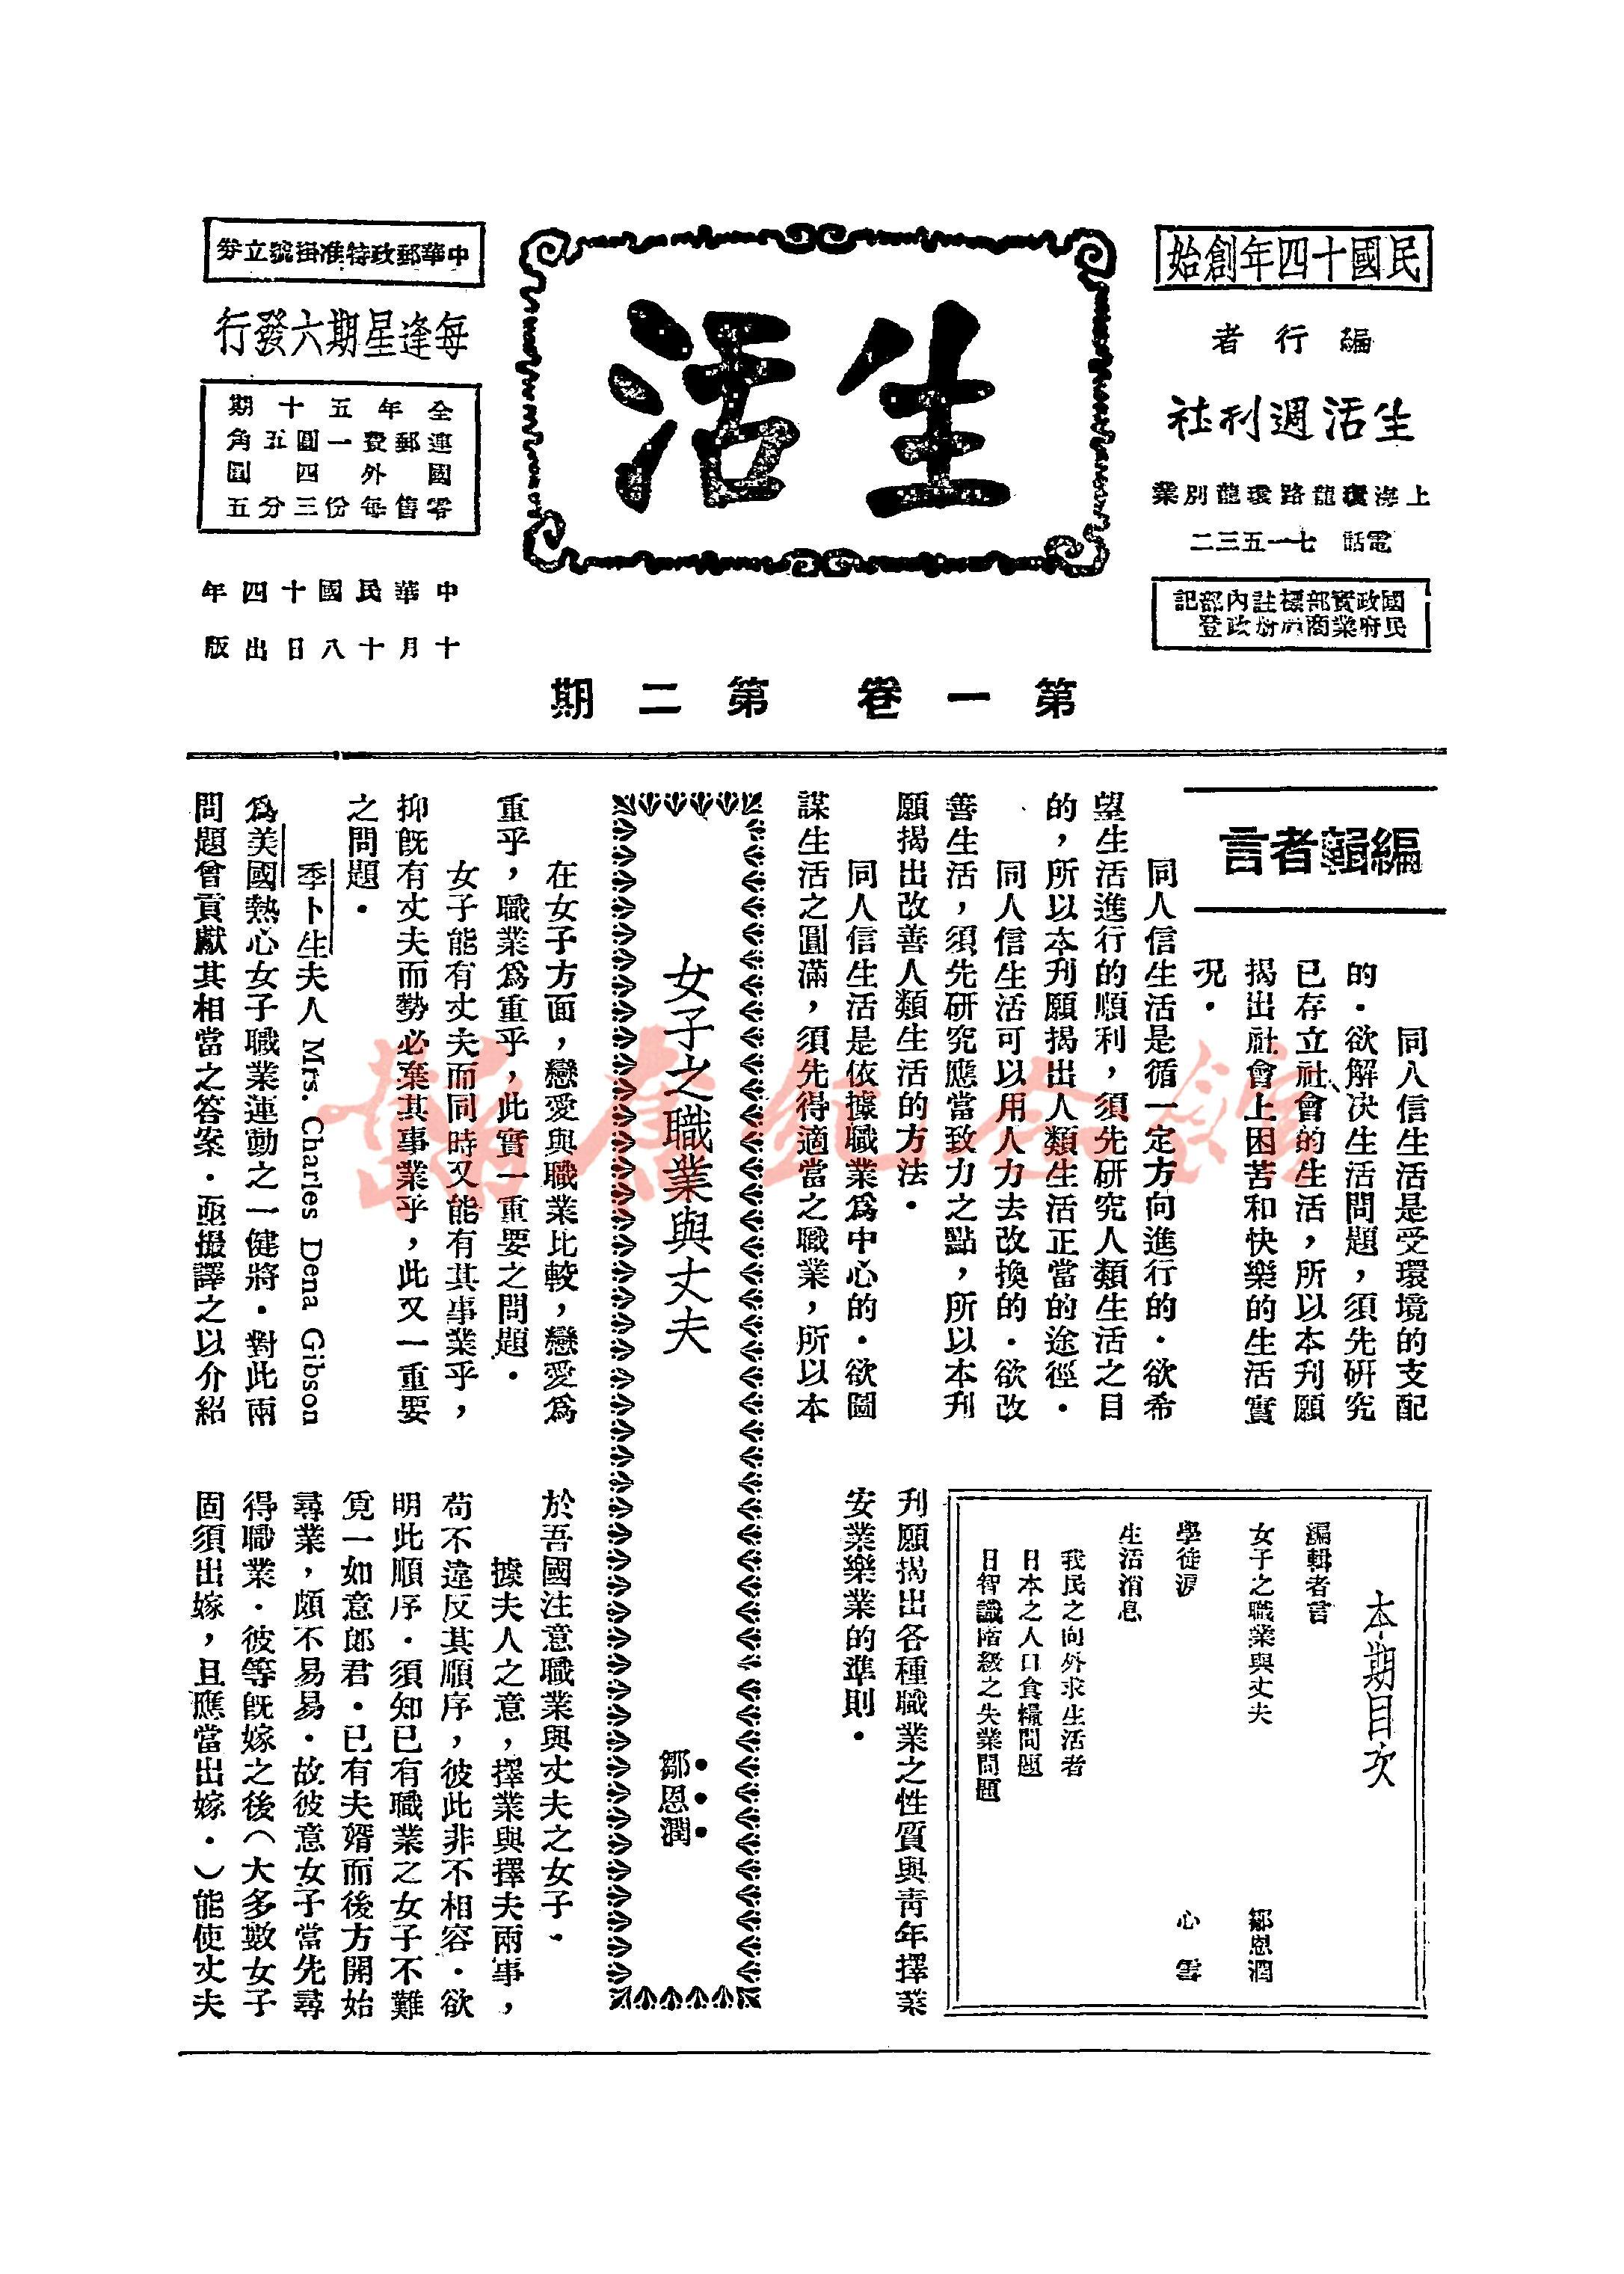 民國十四年創始
編行者
生活週刊社
上海環龍路環龍別業
電話 七一五三二
國政實部標註內部記
民府業商局冊政登
生活
中華郵政特准掛號立劵
每逢星期六發行
全年五十期
連郵費一圓五角
國外四圓
零售每份三分五
中華民國十四年
十月十八日出版
第一卷 第二期
編輯者言
同人信生活是受環境的支配
的．欲解決生活問題，須先研究
已存立社會的生活，所以本刋願
揭出社會上困苦和快樂的生活實
況．
同人信生活是循一定方向進行的．欲希
望生活進行的順利，須先研究人類生活之目
的，所以本刋願揭出人類生活正當的途徑．
同人信生活可以用人力去改換的．欲改
善生活，須先研究應當致力之點，所以本刋
願揭出改善人類生活的方法．
同人信生活是依據職業爲中心的．欲圖
謀生活之圓滿，須先得適當之職業，所以本
刋願揭出各種職業之性質與靑年擇業
安業樂業的準則．
本期目次
編輯者言
女子之職業與丈夫 鄒恩潤
學徒淚 心雲
生活消息
我民之向外求生活者
日本之人口食糧問題
日智識階級之失業問題
女子之職業與丈夫 鄒恩潤
在女子方面，戀愛與職業比較，戀愛爲
重乎，職業爲重乎，此實一重要之問題．
女子能有丈夫而同時又能有其事業乎，
抑旣有丈夫而勢必棄其事業乎，此又一重要
之問題．
季卜生夫人 Mrs. Charles Dena Gibson
爲美國熱心女子職業運動之一健將．對此兩
問題曾貢獻其相當之答案．亟撮譯之以介紹
於吾國注意職業與丈夫之女子．
據夫人之意，擇業與擇夫兩事，
苟不違反其順序，彼此非不相容．欲
明此順序．須知已有職業之女子不難
覓一如意郎君．已有夫婿而後方開始
尋業，頗不易易．故彼意女子當先尋
得職業．彼等旣嫁之後（大多數女子
固須出嫁，且應當出嫁．）能使丈夫
韬奋纪念馆